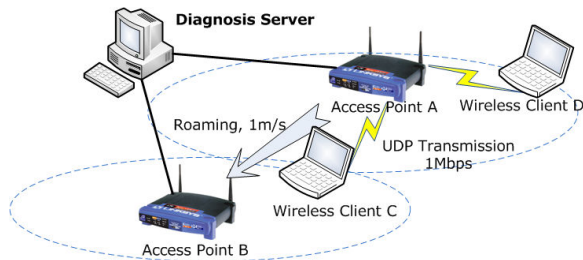 Diagnosis Server
Access Point A
Wireless Client D
Roaming, 1m/s
UDP Transmission
1Mbps
Wireless Client C
Access Point B